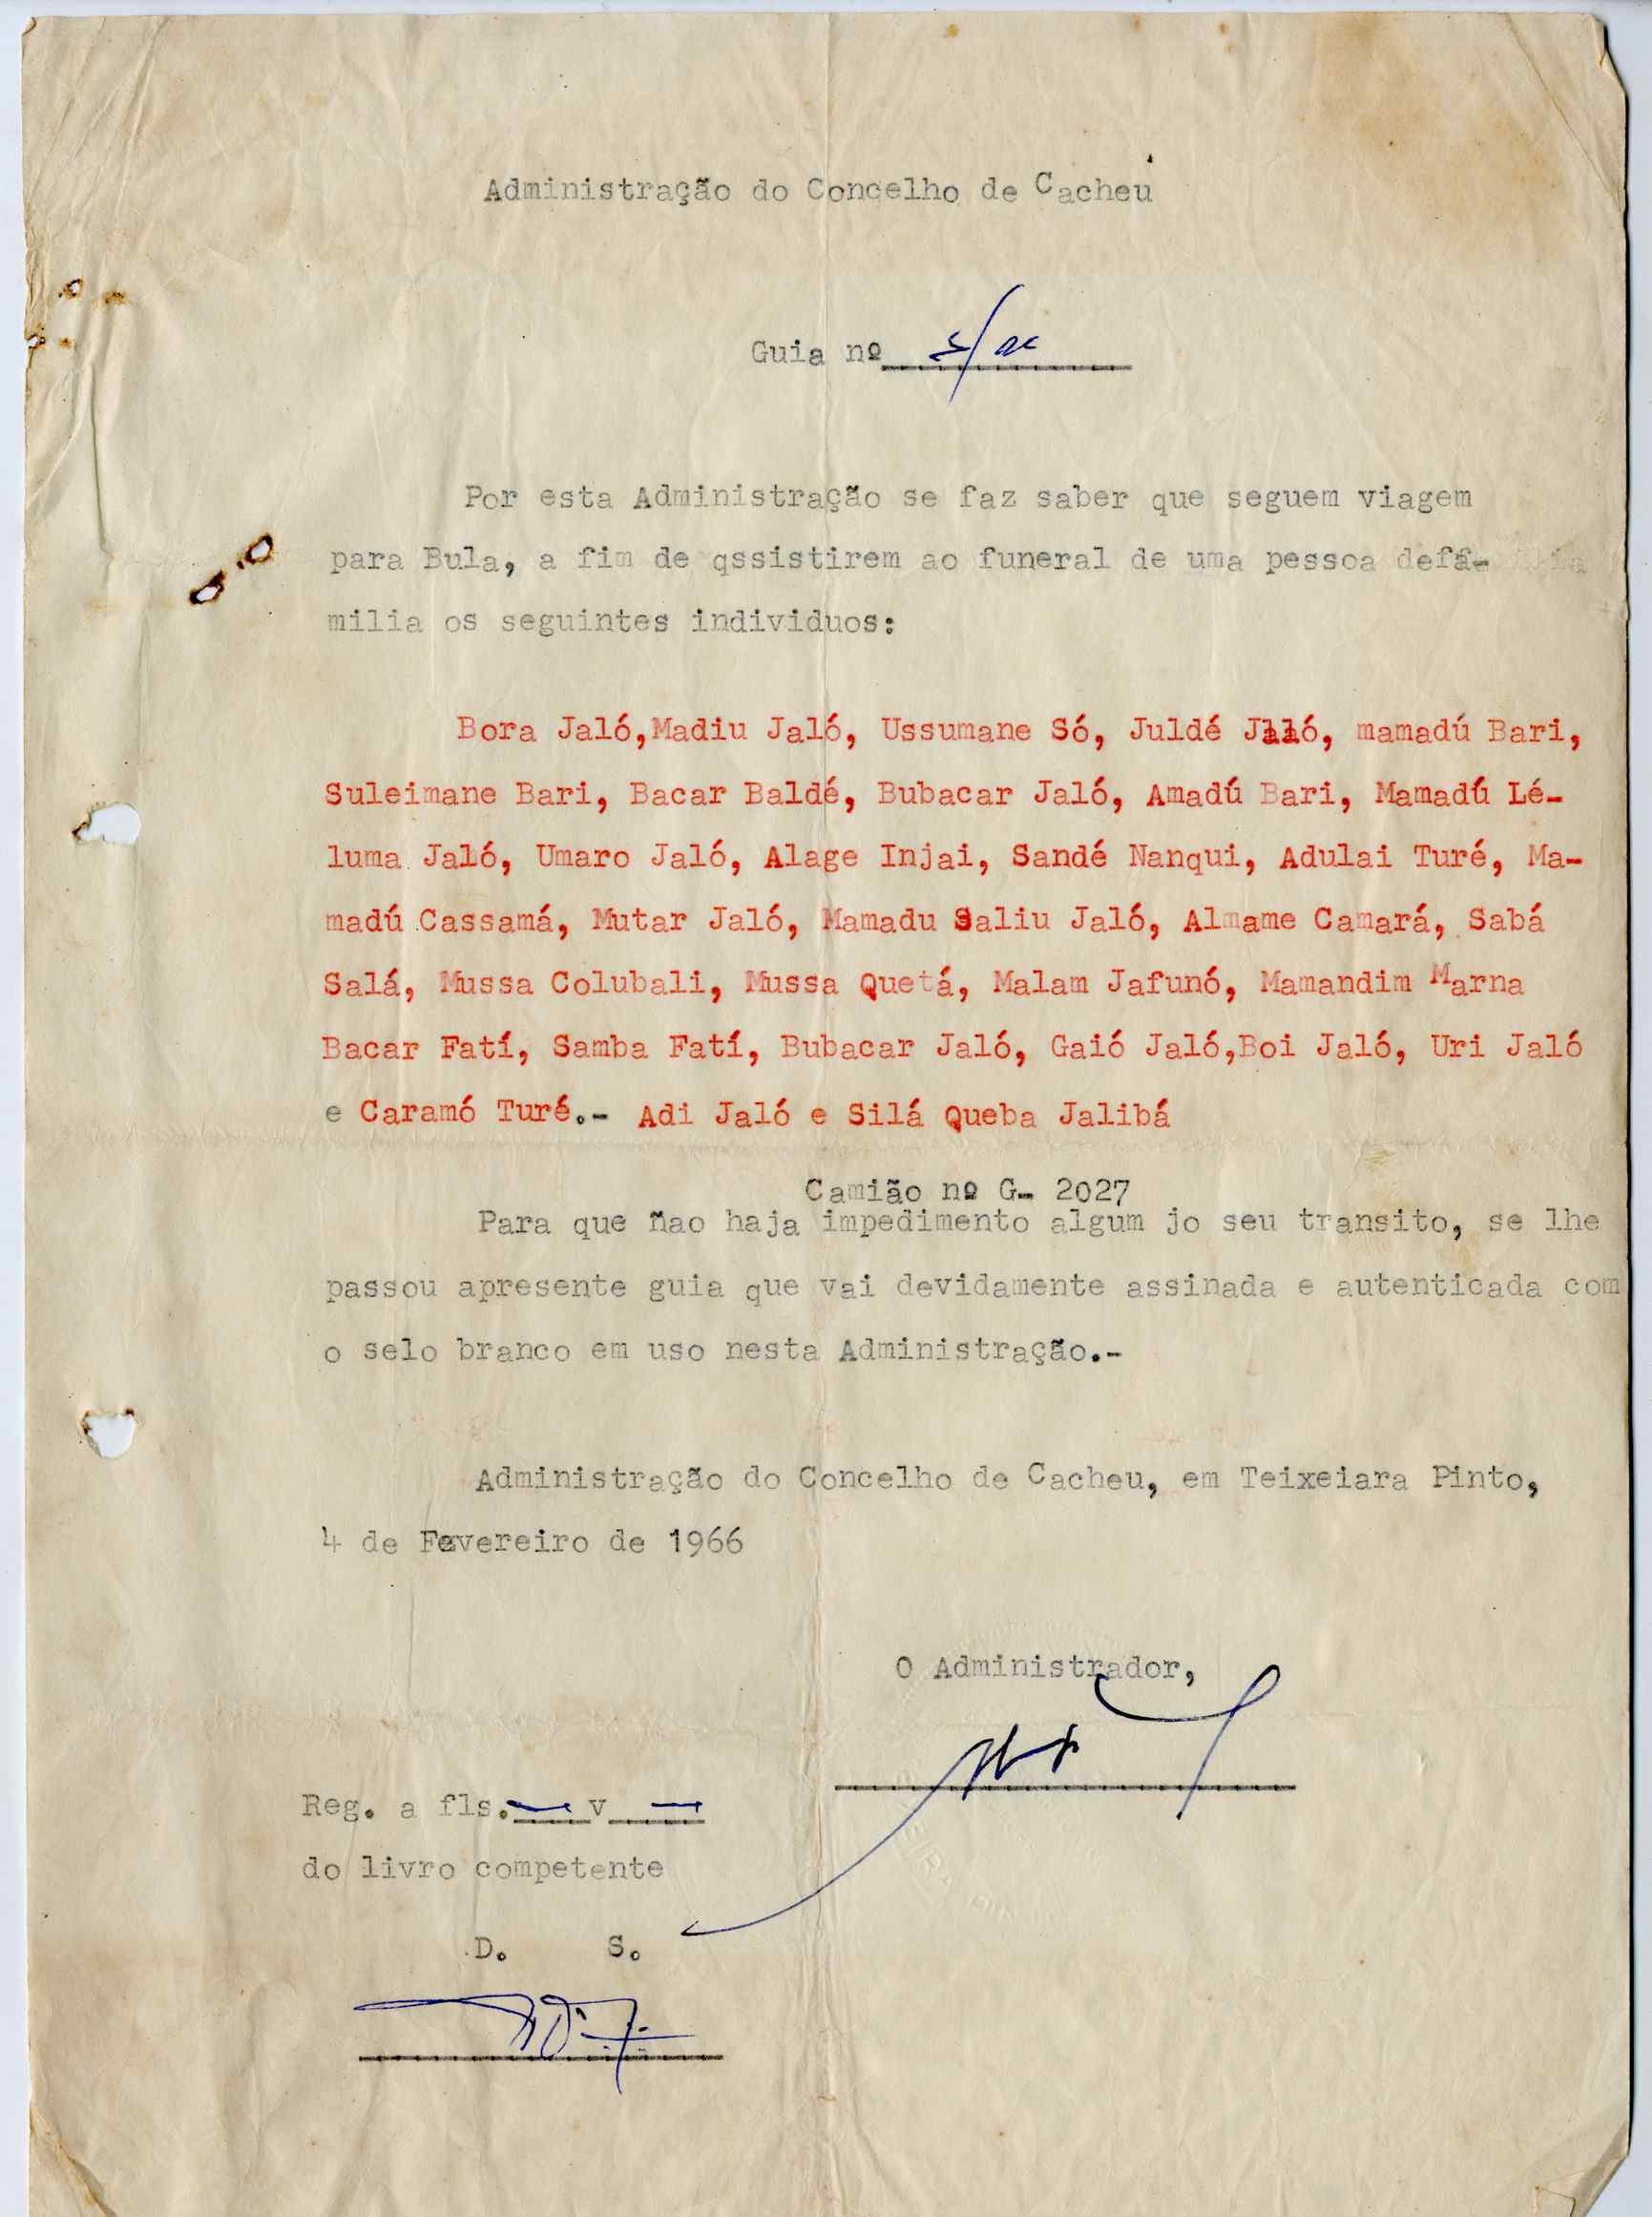 Administração do Concelho de Cacheu
Guia nº
Por esta Administração se faz saber que seguem viagem
para Bula, a fim de qssistirem ao funeral de uma pessoa defá-
milia os seguintes individuos:
Bora Jaló,Madiu Jaló, Ussumane Só, Juldé Jaló, mamadú Bari,
Suleimane Bari, Bacar Baldé, Bubacar Jaló, Amadú Bari, Mamadú Lé-
luma Jaló, Umaro Jaló, Alage Injai, Sandé Nanqui, Adulai Turé, Ma-
madú Cassamá, Mutar Jaló, Mamadu Saliu Jaló, Almame Camará, Sabá
Salá, Mussa Colubali, Mussa Quetá, Malam Jafunó, Mamandim Marna
Bacar Fatí, Samba Fatí, Bubacar Jaló, Gaió Jaló,Boi Jaló, Uri Jaló
e Caramó Turé.- Adi Jaló e Silá Queba Jalibá
Camião nº G- 2027
Para que ñao haja impedimento algum jo seu transito, se lhe
passou apresente guia que vai devidamente assinada e autenticada com
o selo branco em uso nesta Administração.-
Administração do Concelho de Cacheu, em Teixeiara Pinto,
4 de Fevereiro de 1966
O Administrador,
Reg. a fls. v
do livro competente
D. S.